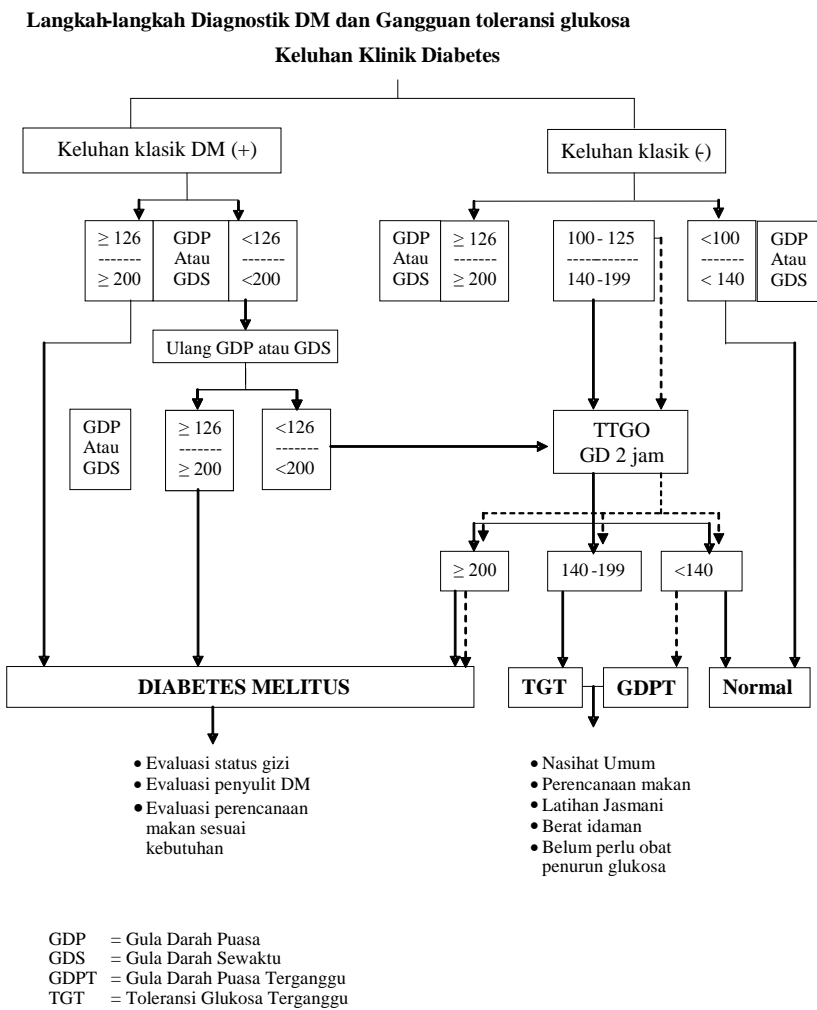 Langkah-langkah Diagnostik DM dan Gangguan toleransi glukosa
Keluhan Klinik Diabetes
Keluhan klasik DM (+)
Keluhan klasik (-)
≥ 126
-------
≥ 200
GDP
Atau
GDS
<126
-------
<200
GDP
Atau
GDS
≥ 126
-------
≥ 200
100 - 125
-------------
140-199
<100
-------
< 140
GDP
Atau
GDS
Ulang GDP atau GDS
GDP
Atau
GDS
≥ 126
-------
≥ 200
<126
-------
<200
TTGO
GD 2 jam
≥ 200
140 -199
<140
DIABETES MELITUS
TGT
GDPT
Normal
• Evaluasi status gizi
• Evaluasi penyulit DM
• Evaluasi perencanaan
makan sesuai
kebutuhan
• Nasihat Umum
• Perencanaan makan
• Latihan Jasmani
• Berat idaman
• Belum perlu obat
penurun glukosa
GDP = Gula Darah Puasa
GDS = Gula Darah Sewaktu
GDPT = Gula Darah Puasa Terganggu
TGT = Toleransi Glukosa Terganggu